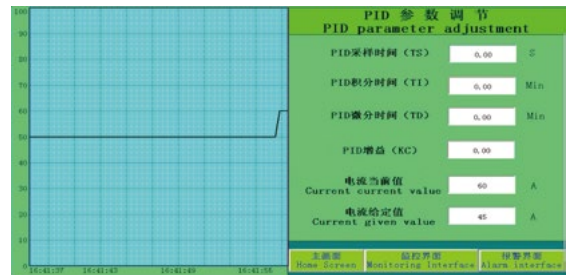 PID 参 数 调 节
PID parameter adjustment
100
90
80
70
60
50
40
30
20
10
0
16:41:37 16:41:43 16:41:49 16:41:55
PID采样时间 (TS) 0.00 S
PID积分时间 (TI) 0.00 Min
PID微分时间 (TD) 0.00 Min
PID增益 (KC) 0.00
电流当前值
Current current value 60 A
电流给定值
Current given value 45 A
主画面 监控界面 报警界面
Home Screen Monitoring Interface Alarm interface